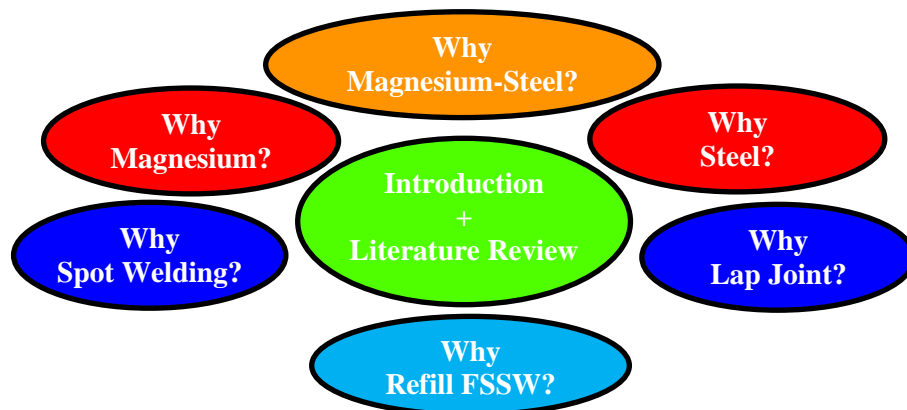 Why
Magnesium-Steel?
Why
Magnesium?
Why
Steel?
Introduction
+
Literature Review
Why
Spot Welding?
Why
Lap Joint?
Why
Refill FSSW?